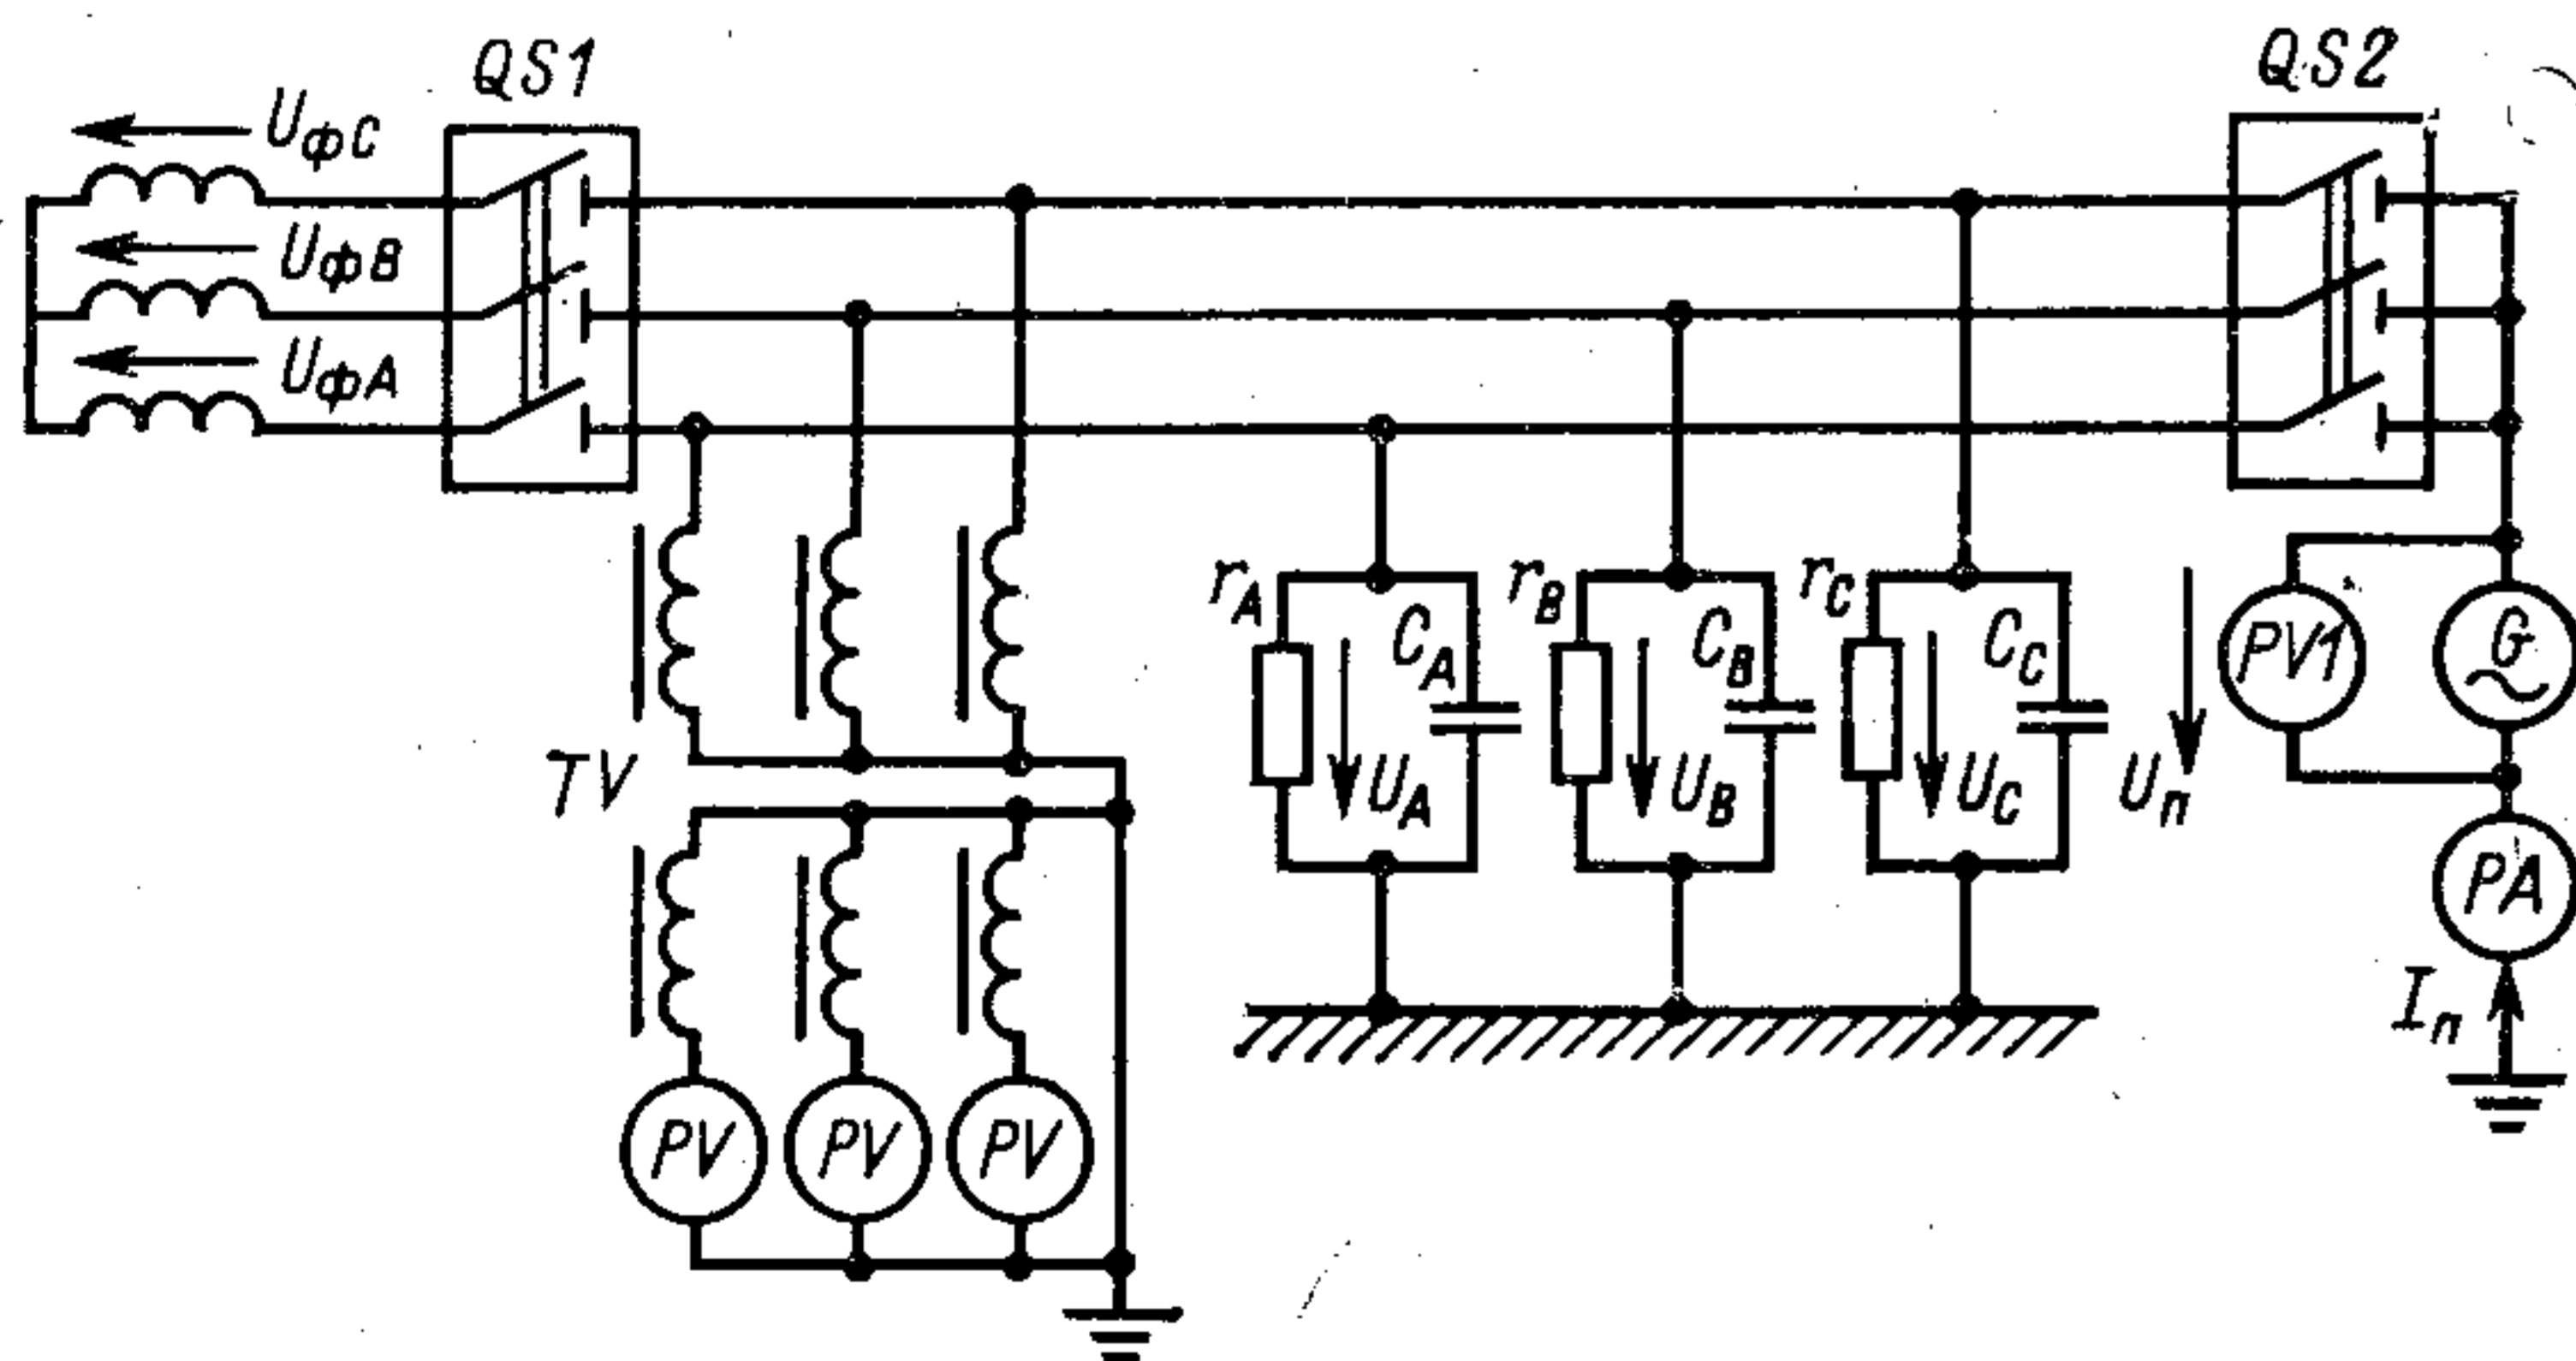 QS1
QS2
UфC
UфB
UфA
rA
CA
UA
rB
CB
UB
rC
CC
UC
Uп
PV1
G
PA
Iп
TV
PV PV PV